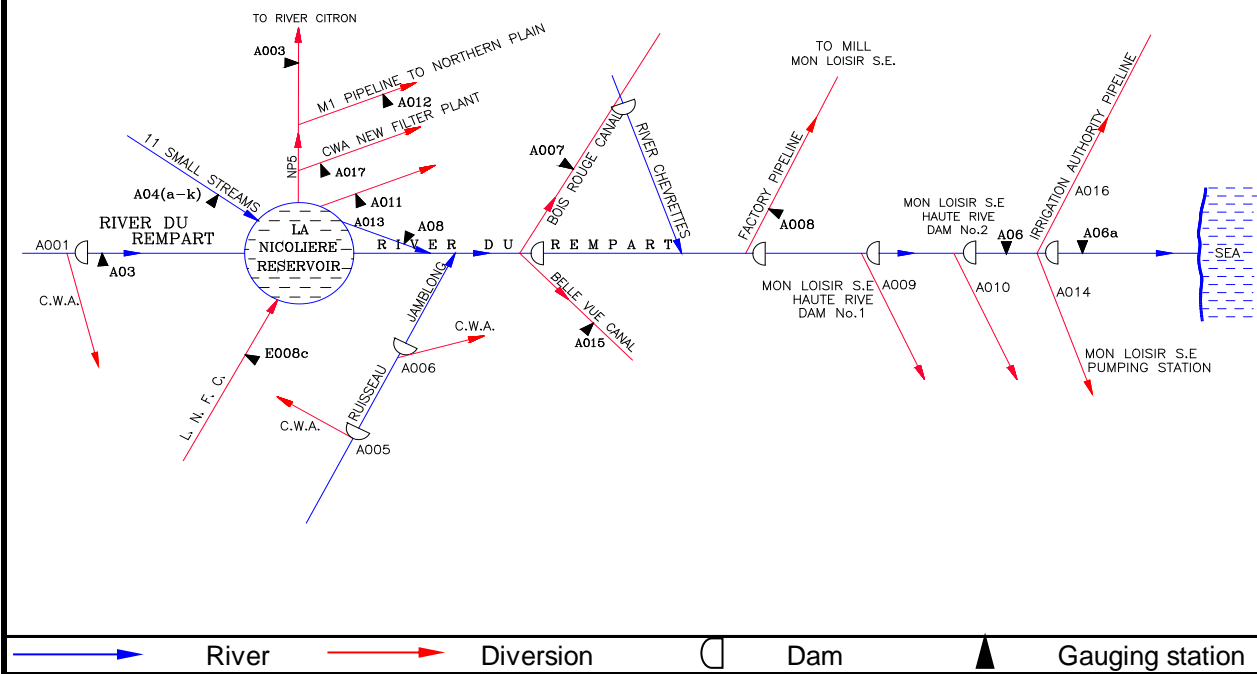 TO RIVER CITRON
A003
M1 PIPELINE TO NORTHERN PLAIN
A012
CWA NEW FILTER PLANT
A017
NP5
A011
A013
A08
11 SMALL STREAMS
A04(a-k)
RIVER DU
REMPART
A001
A03
C.W.A.
LA
NICOLIERE
RESERVOIR
L. N. F. C.
E008c
RIVER DU REMPART
JAMBLONG
RUISSEAU
C.W.A.
A006
C.W.A.
A005
A007
BOIS ROUGE CANAL
RIVER CHEVRETTES
BELLE VUE CANAL
A015
TO MILL
MON LOISIR S.E.
FACTORY PIPELINE
A008
MON LOISIR S.E
HAUTE RIVE
DAM No.1
A009
MON LOISIR S.E
HAUTE RIVE
DAM No.2
A010
A06
IRRIGATION AUTHORITY PIPELINE
A016
A06a
A014
MON LOISIR S.E
PUMPING STATION
SEA
River
Diversion
Dam
Gauging station